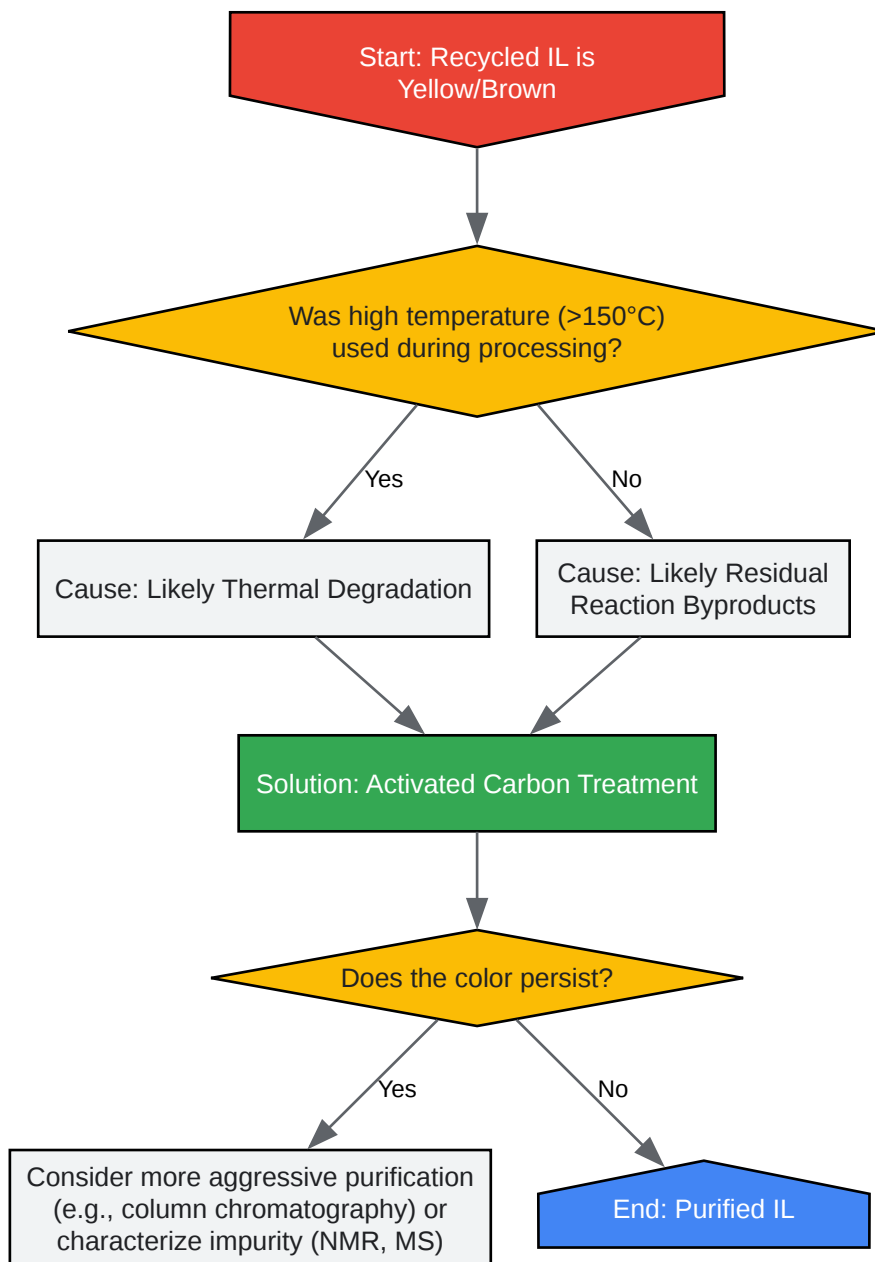 Start: Recycled IL is
Yellow/Brown
Was high temperature (>150°C)
used during processing?
Yes
No
Cause: Likely Thermal Degradation
Cause: Likely Residual
Reaction Byproducts
Solution: Activated Carbon Treatment
Does the color persist?
Yes
No
Consider more aggressive purification
(e.g., column chromatography) or
characterize impurity (NMR, MS)
End: Purified IL